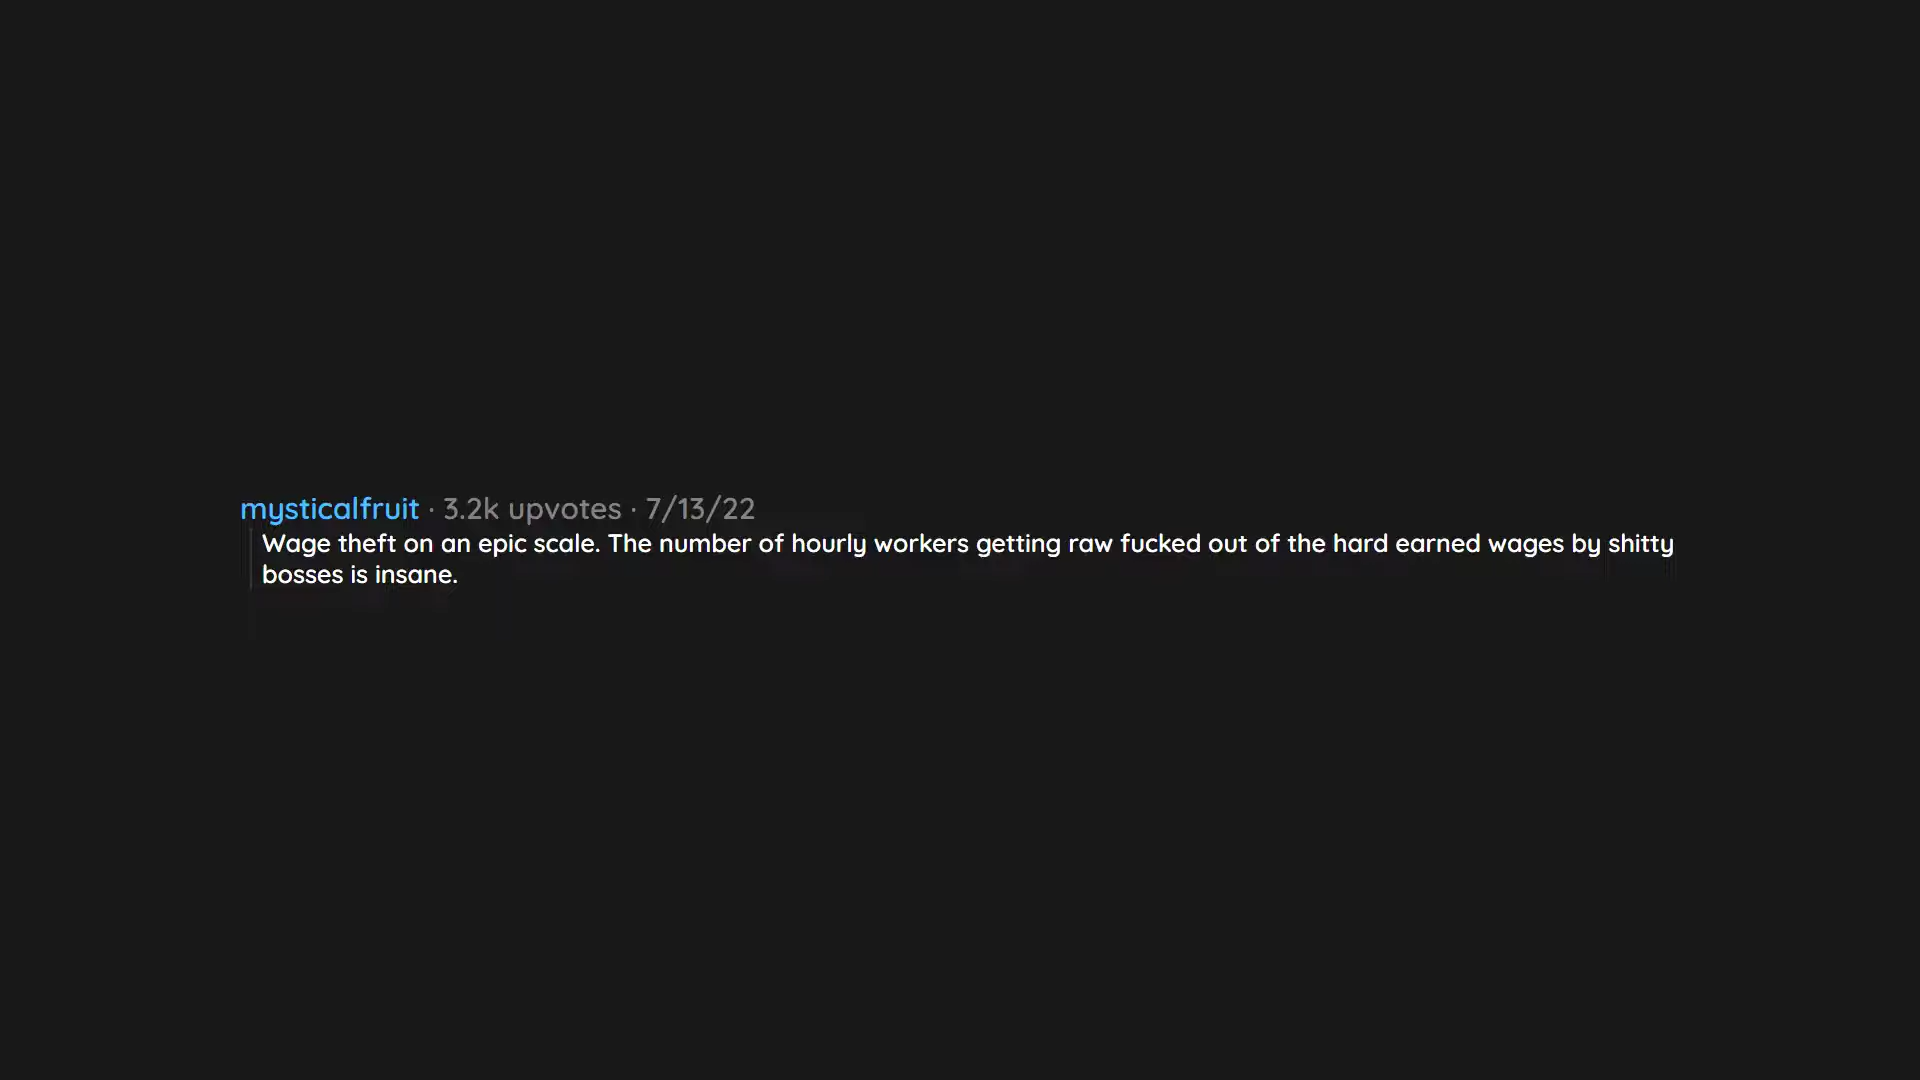 mysticalfruit · 3.2k upvotes · 7/13/22
Wage theft on an epic scale. The number of hourly workers getting raw fucked out of the hard earned wages by shitty
bosses is insane.